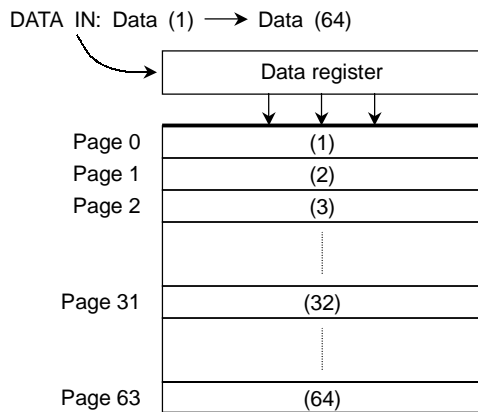 DATA IN: Data (1) → Data (64)
Data register
Page 0 (1)
Page 1 (2)
Page 2 (3)
Page 31 (32)
Page 63 (64)